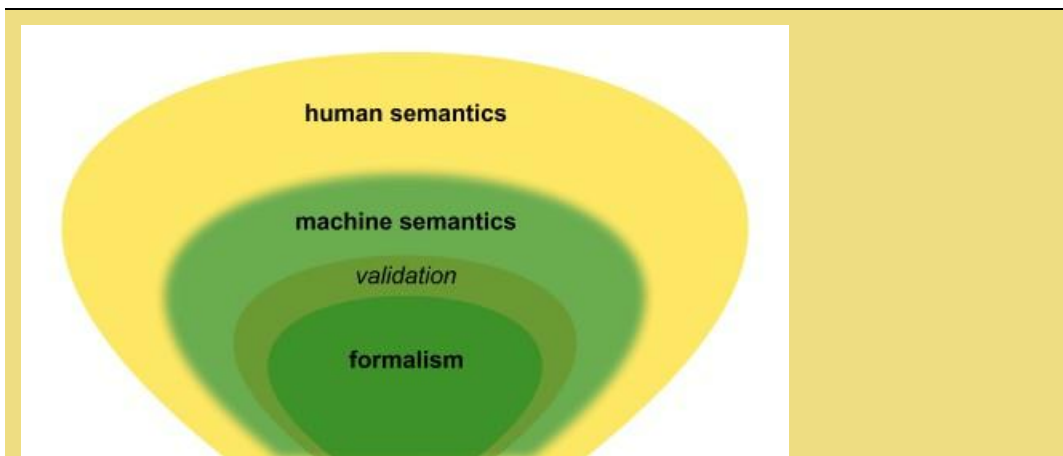 human semantics
machine semantics
validation
formalism